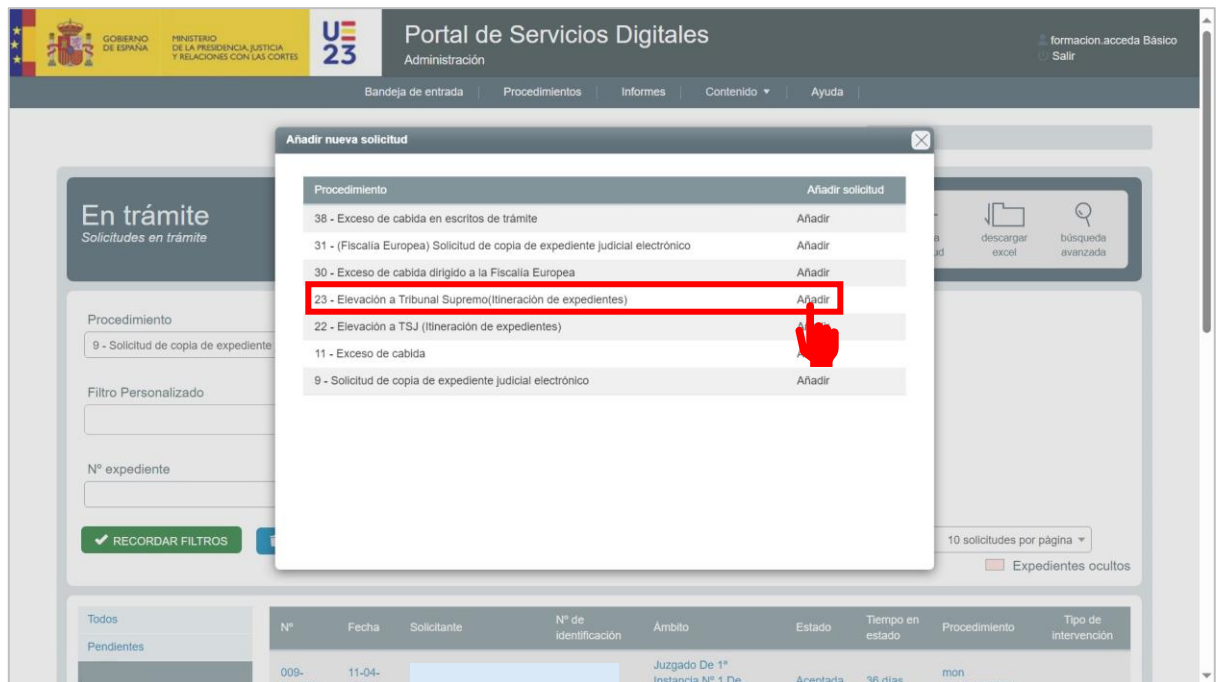 GOBIERNO
DE ESPAÑA
MINISTERIO
DE LA PRESIDENCIA, JUSTICIA
Y RELACIONES CON LAS CORTES
UE
23
Portal de Servicios Digitales
Administración
formacion.acceda Básico
Salir
Bandeja de entrada
Procedimientos
Informes
Contenido
Ayuda
Añadir nueva solicitud
Procedimiento Añadir solicitud
38 - Exceso de cabida en escritos de trámite Añadir
31 - (Fiscalía Europea) Solicitud de copia de expediente judicial electrónico Añadir
30 - Exceso de cabida dirigido a la Fiscalía Europea Añadir
23 - Elevación a Tribunal Supremo(Itineración de expedientes) Añadir
22 - Elevación a TSJ (Itineración de expedientes)
11 - Exceso de cabida
9 - Solicitud de copia de expediente judicial electrónico Añadir
En trámite
Solicitudes en trámite
descargar
excel
búsqueda
avanzada
Procedimiento
9 - Solicitud de copia de expediente
Filtro Personalizado
Nº expediente
RECORDAR FILTROS
10 solicitudes por página
Expedientes ocultos
Todos
Pendientes
Nº
Fecha
Solicitante
Nº de
identificación
Ámbito
Estado
Tiempo en
estado
Procedimiento
Tipo de
intervención
009-
11-04-
Juzgado De 1ª
Instancia Nº 1 De
Aceptada
36 días
mon